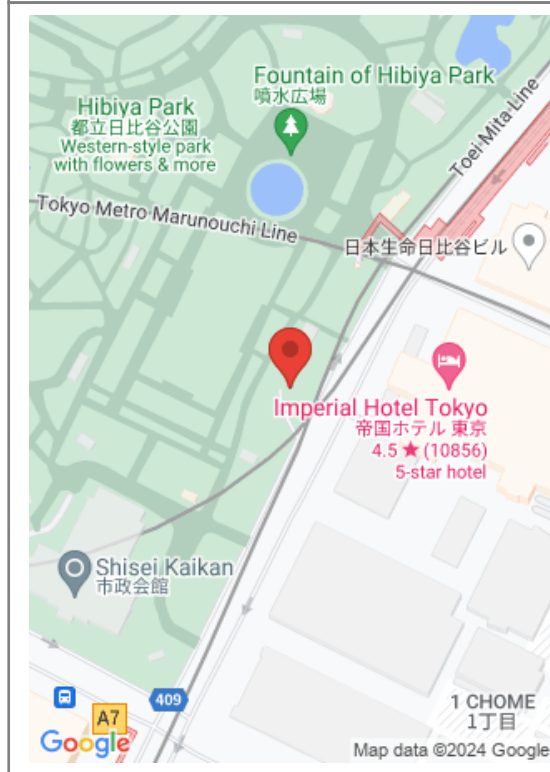 Fountain of Hibiya Park
噴水広場
Hibiya Park
都立日比谷公園
Western-style park
with flowers & more
Toei Mita Line
Tokyo Metro Marunouchi Line
日本生命日比谷ビル
Imperial Hotel Tokyo
帝国ホテル 東京
4.5 ★ (10856)
5-star hotel
Shisei Kaikan
市政会館
409
A7
1 CHOME
1丁目
Google
Map data ©2024 Google